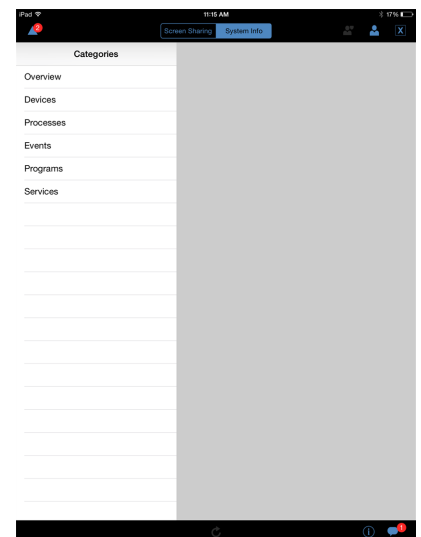 iPad 11:15 AM 17%
2
Screen Sharing System Info X
Categories
Overview
Devices
Processes
Events
Programs
Services
i 1